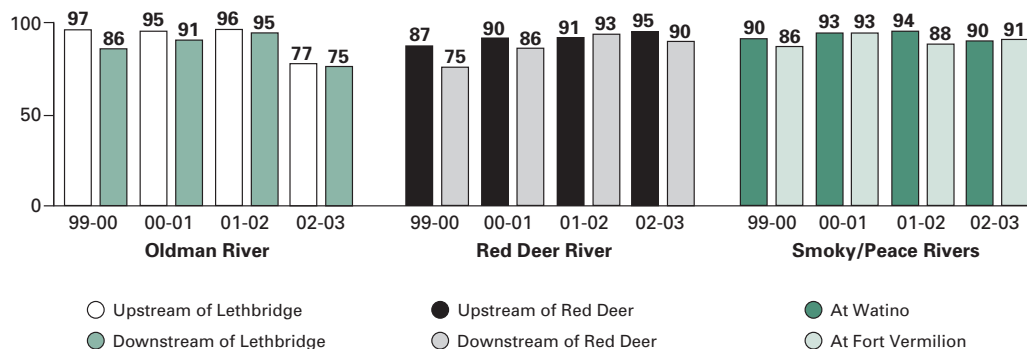 100
50
0
97 86 95 91 96 95 77 75
99-00 00-01 01-02 02-03
Oldman River
87 75 90 86 91 93 95 90
99-00 00-01 01-02 02-03
Red Deer River
90 86 93 93 94 88 90 91
99-00 00-01 01-02 02-03
Smoky/Peace Rivers
Upstream of Lethbridge
Downstream of Lethbridge
Upstream of Red Deer
Downstream of Red Deer
At Watino
At Fort Vermilion